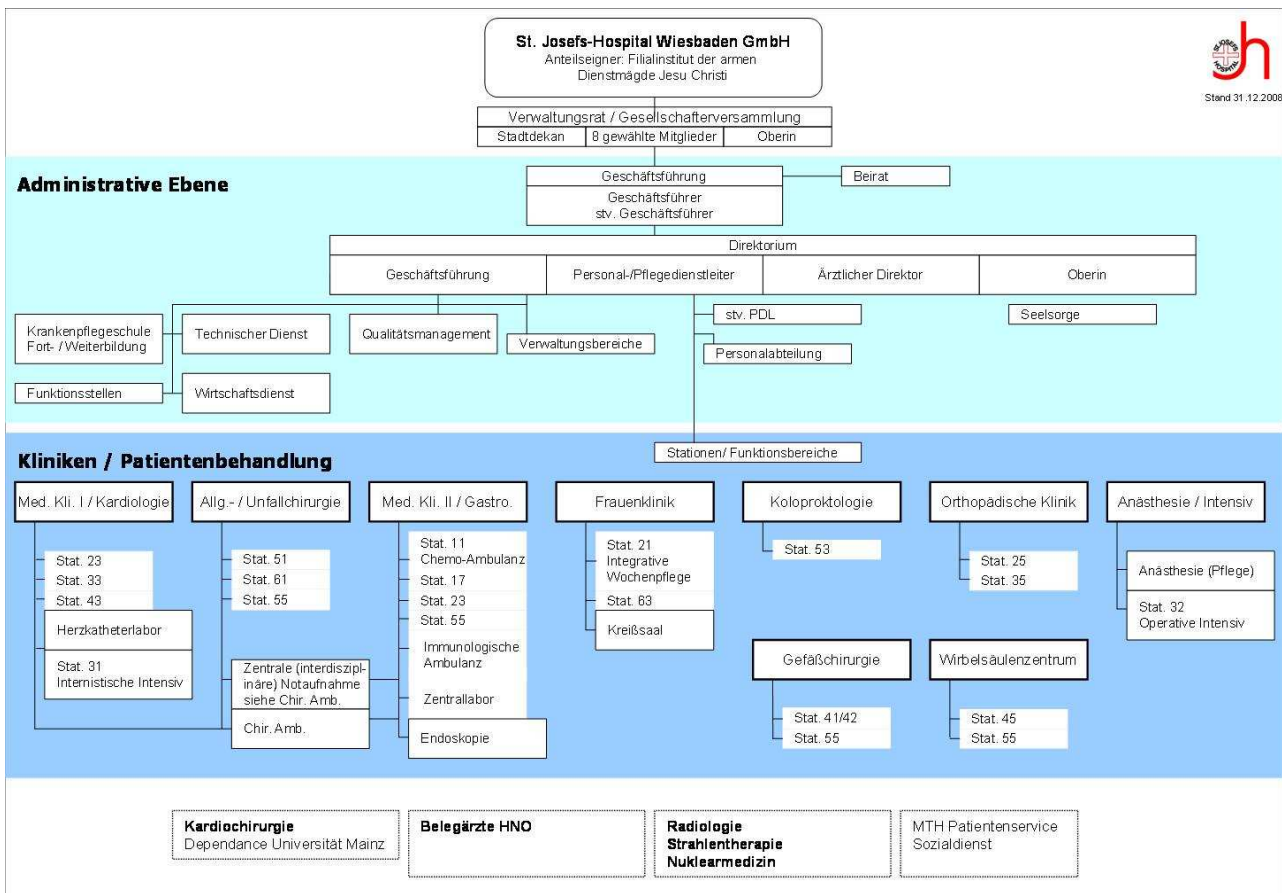 St. Josefs-Hospital Wiesbaden GmbH
Anteilseigner: Filialinstitut der armen
Dienstmägde Jesu Christi
ST. JOSEFS
HOSPITAL
Stand 31.12.2008
Verwaltungsrat / Gesellschafterversammlung
Stadtdekan
8 gewählte Mitglieder
Oberin
Administrative Ebene
Geschäftsführung
Beirat
Geschäftsführer
stv. Geschäftsführer
Direktorium
Geschäftsführung
Personal-/Pflegedienstleiter
Ärztlicher Direktor
Oberin
Krankenpflegeschule
Fort- / Weiterbildung
Technischer Dienst
Qualitätsmanagement
Verwaltungsbereiche
stv. PDL
Personalabteilung
Seelsorge
Funktionsstellen
Wirtschaftsdienst
Kliniken / Patientenbehandlung
Stationen/ Funktionsbereiche
Med. Kli. I / Kardiologie
Stat. 23
Stat. 33
Stat. 43
Herzkatheterlabor
Stat. 31
Internistische Intensiv
Allg.- / Unfallchirurgie
Stat. 51
Stat. 61
Stat. 55
Zentrale (interdiszipl-
inäre) Notaufnahme
siehe Chir. Amb.
Chir. Amb.
Med. Kli. II / Gastro.
Stat. 11
Chemo-Ambulanz
Stat. 17
Stat. 23
Stat. 55
Immunologische
Ambulanz
Zentrallabor
Endoskopie
Frauenklinik
Stat. 21
Integrative
Wochenpflege
Stat. 63
Kreißsaal
Koloproktologie
Stat. 53
Gefäßchirurgie
Stat. 41/42
Stat. 55
Orthopädische Klinik
Stat. 25
Stat. 35
Wirbelsäulenzentrum
Stat. 45
Stat. 55
Anästhesie / Intensiv
Anästhesie (Pflege)
Stat. 32
Operative Intensiv
Kardiochirurgie
Dependance Universität Mainz
Belegärzte HNO
Radiologie
Strahlentherapie
Nuklearmedizin
MTH Patientenservice
Sozialdienst